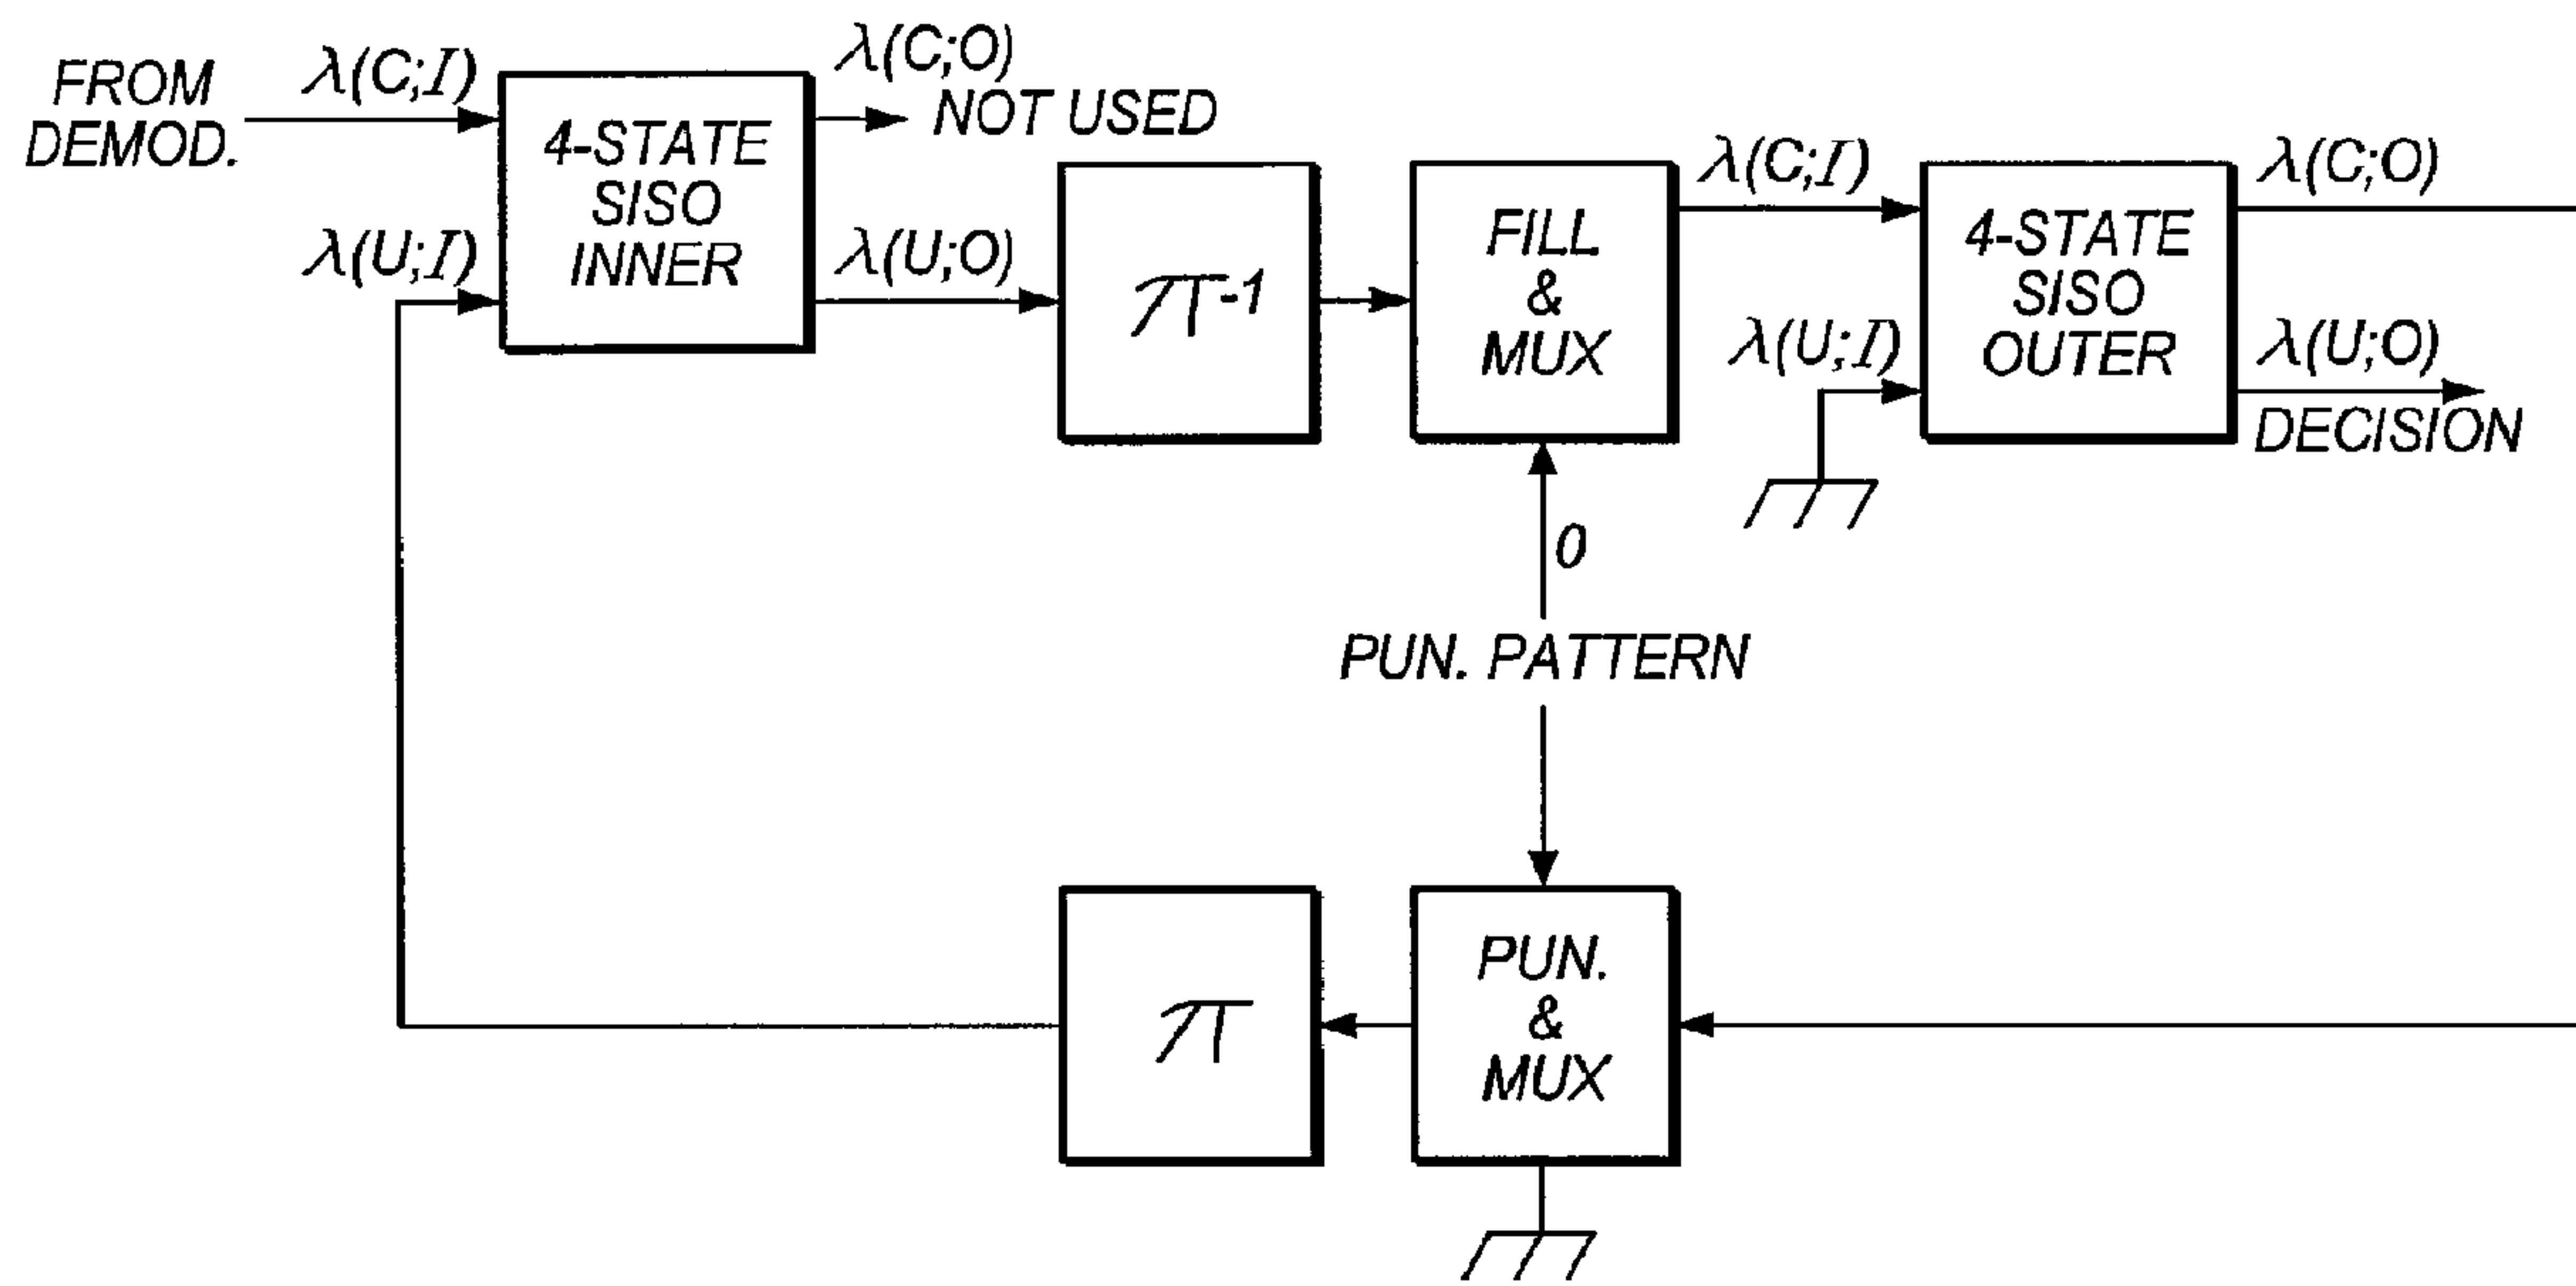 FROM
DEMOD.
λ(C;I)
λ(U;I)
4-STATE
SISO
INNER
λ(C;O)
NOT USED
λ(U;O)
π-1
FILL
&
MUX
λ(C;I)
λ(U;I)
4-STATE
SISO
OUTER
λ(C;O)
λ(U;O)
DECISION
0
PUN. PATTERN
π
PUN.
&
MUX